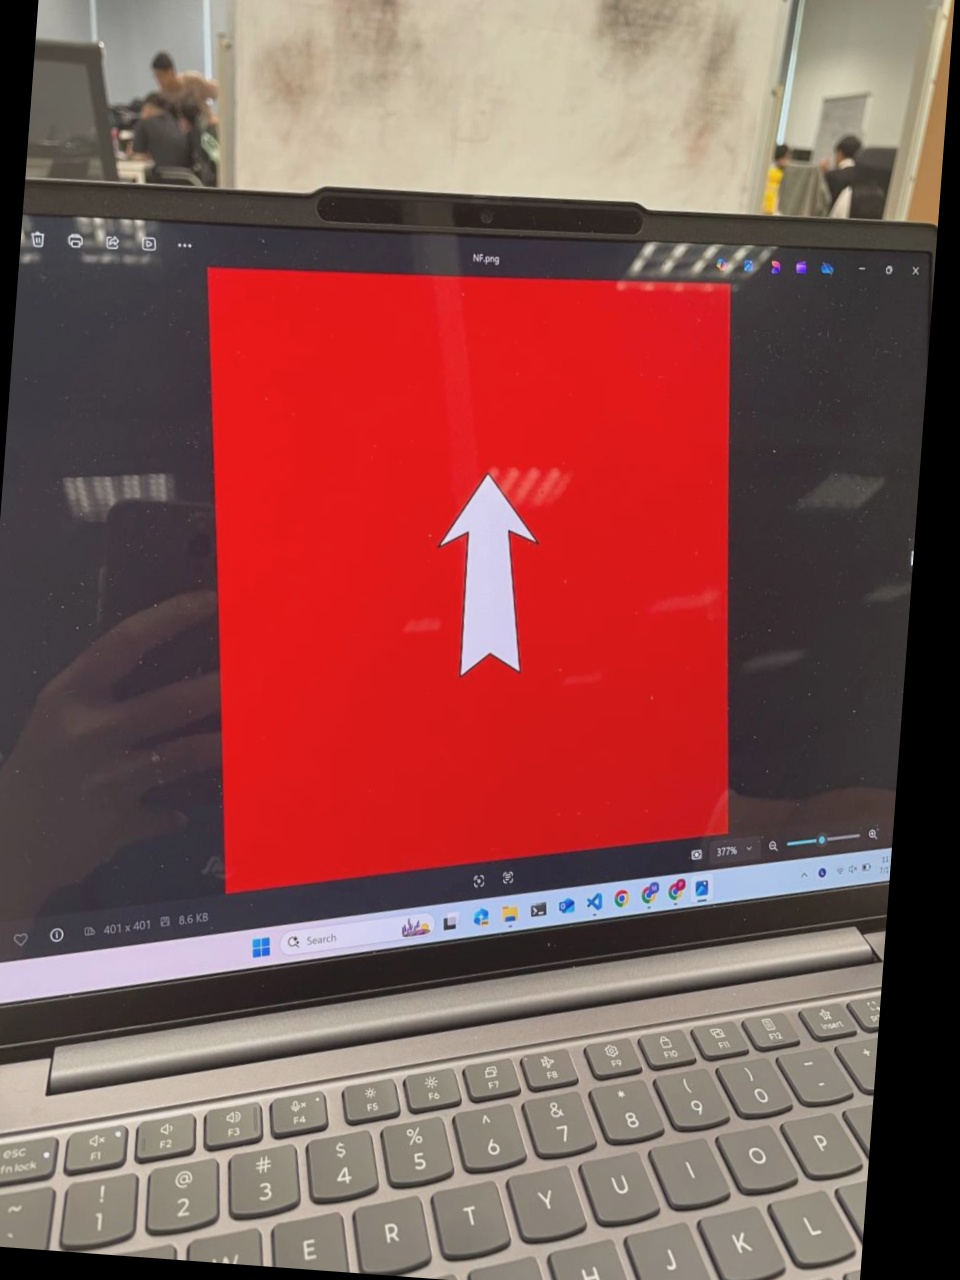 NF.png
377%
401 x 401
8.6 KB
Search
esc
fn lock
F1
F2
F3
F4
F5
F6
F7
F8
F9
F10
F11
F12
insert
~
! 1
@ 2
# 3
$ 4
% 5
^ 6
& 7
* 8
( 9
) 0
_ -
+
W
E
R
T
Y
U
I
O
P
H
J
K
L